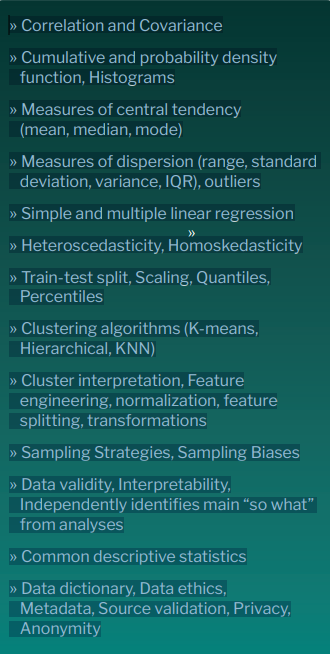 » Correlation and Covariance
» Cumulative and probability density
function, Histograms
» Measures of central tendency
(mean, median, mode)
» Measures of dispersion (range, standard
deviation, variance, IQR), outliers
» Simple and multiple linear regression
»
» Heteroscedasticity, Homoskedasticity
» Train-test split, Scaling, Quantiles,
Percentiles
» Clustering algorithms (K-means,
Hierarchical, KNN)
» Cluster interpretation, Feature
engineering, normalization, feature
splitting, transformations
» Sampling Strategies, Sampling Biases
» Data validity, Interpretability,
Independently identifies main “so what”
from analyses
» Common descriptive statistics
» Data dictionary, Data ethics,
Metadata, Source validation, Privacy,
Anonymity